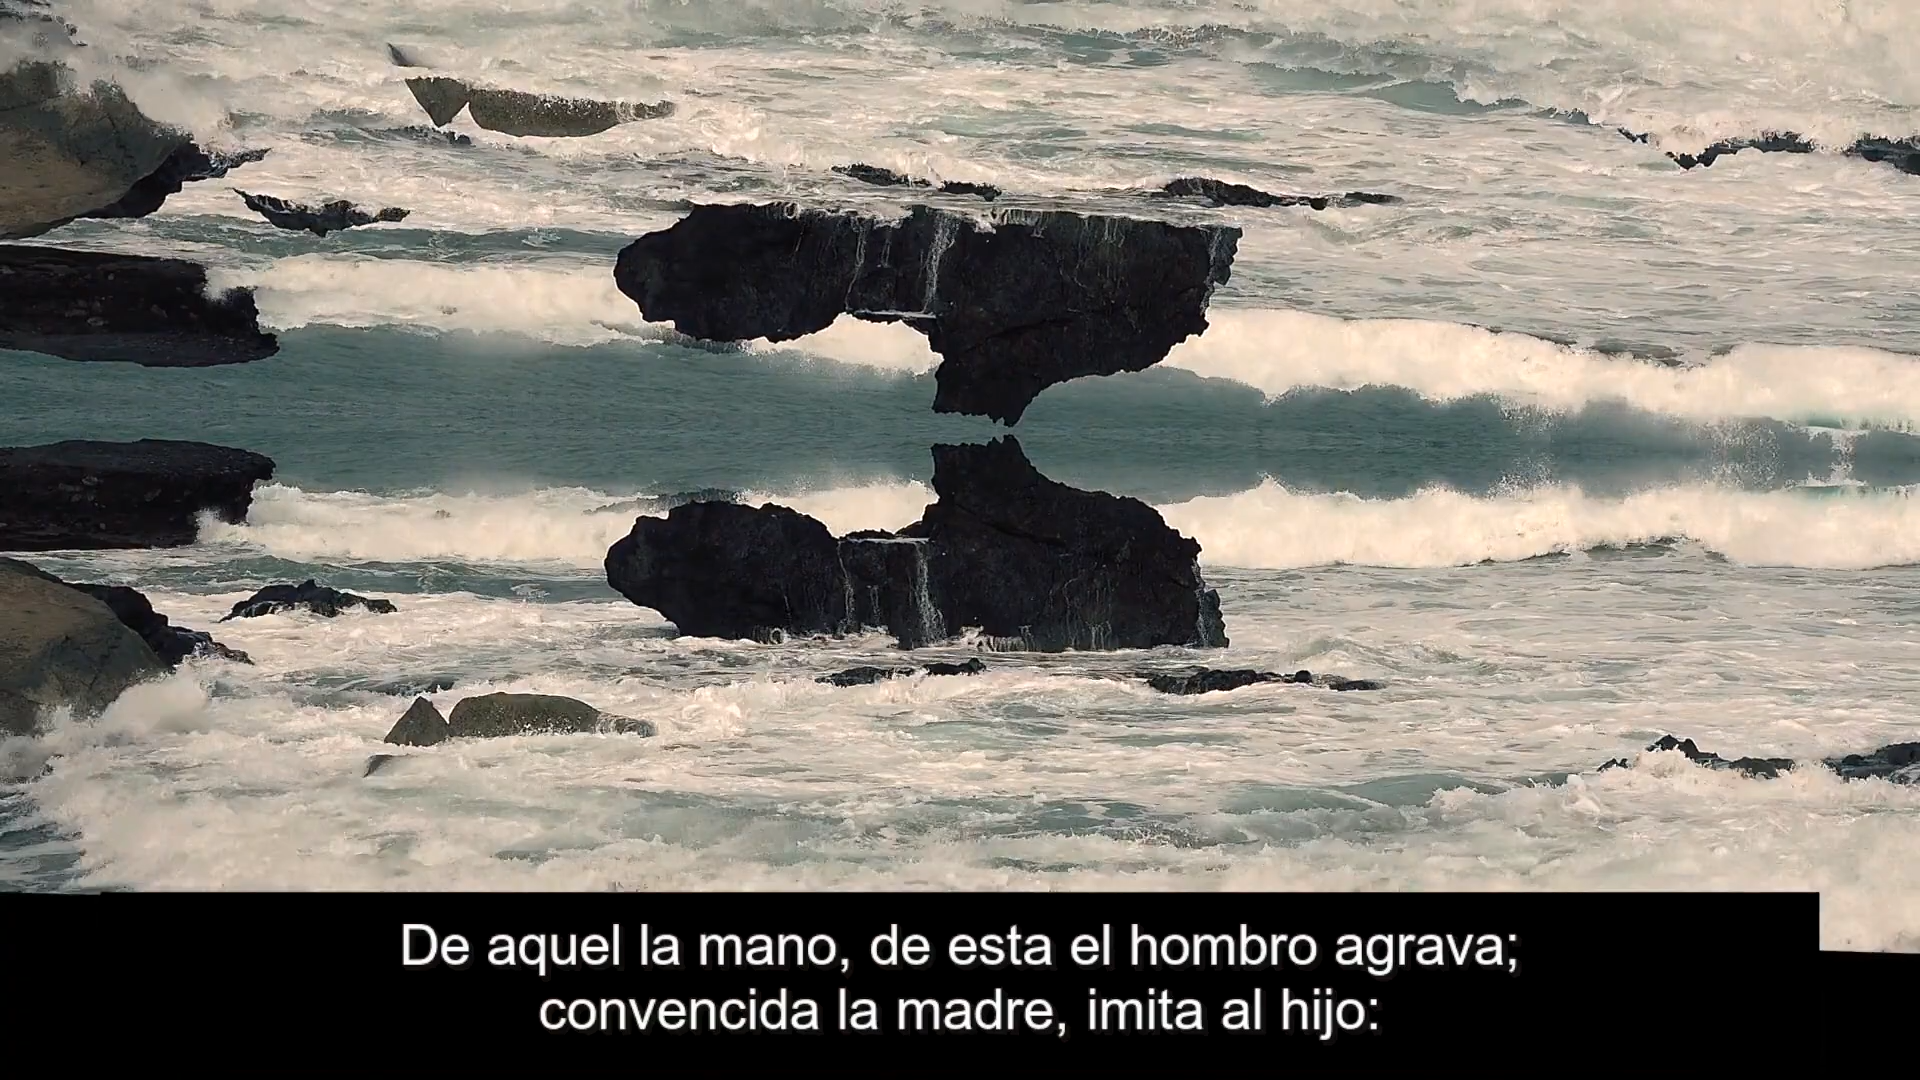 De aquel la mano, de esta el hombro agrava;
convencida la madre, imita al hijo: